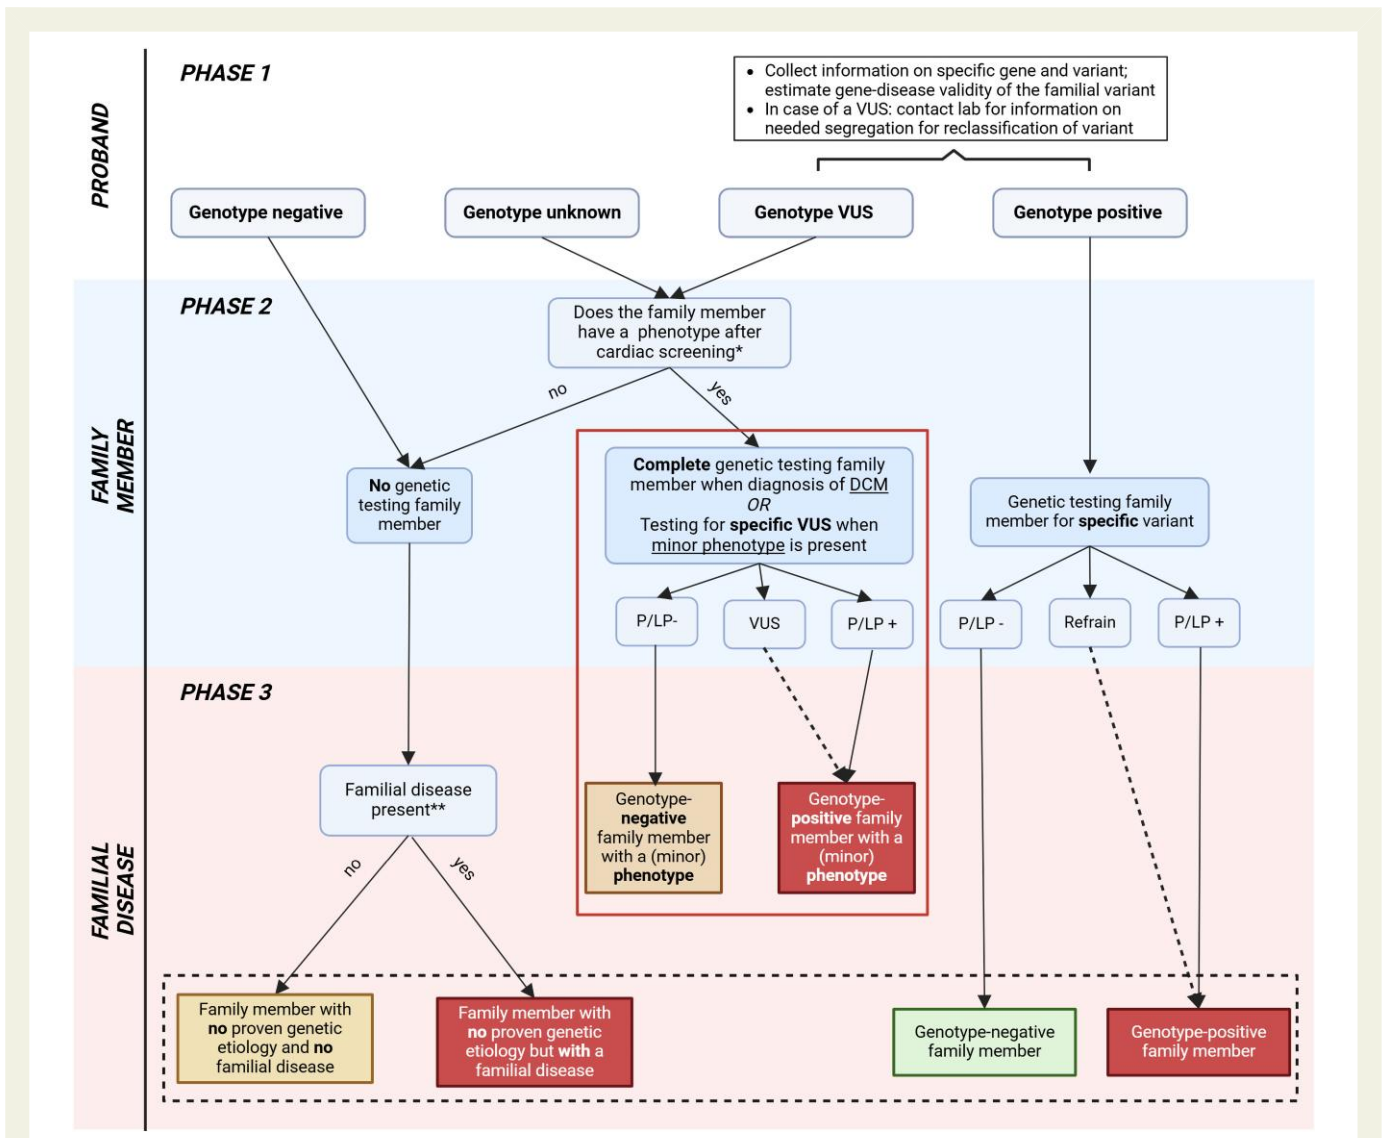 PHASE 1
• Collect information on specific gene and variant;
estimate gene-disease validity of the familial variant
• In case of a VUS: contact lab for information on
needed segregation for reclassification of variant
PROBAND
Genotype negative
Genotype unknown
Genotype VUS
Genotype positive
PHASE 2
FAMILY
MEMBER
Does the family member
have a phenotype after
cardiac screening*
no
yes
No genetic
testing family
member
Complete genetic testing family
member when diagnosis of DCM
OR
Testing for specific VUS when
minor phenotype is present
Genetic testing family
member for specific variant
P/LP-
VUS
P/LP +
P/LP -
Refrain
P/LP +
PHASE 3
FAMILIAL
DISEASE
Familial disease
present**
no
yes
Genotype-
negative
family member
with a (minor)
phenotype
Genotype-
positive family
member with a
(minor)
phenotype
Family member with
no proven genetic
etiology and no
familial disease
Family member with
no proven genetic
etiology but with a
familial disease
Genotype-negative
family member
Genotype-positive
family member